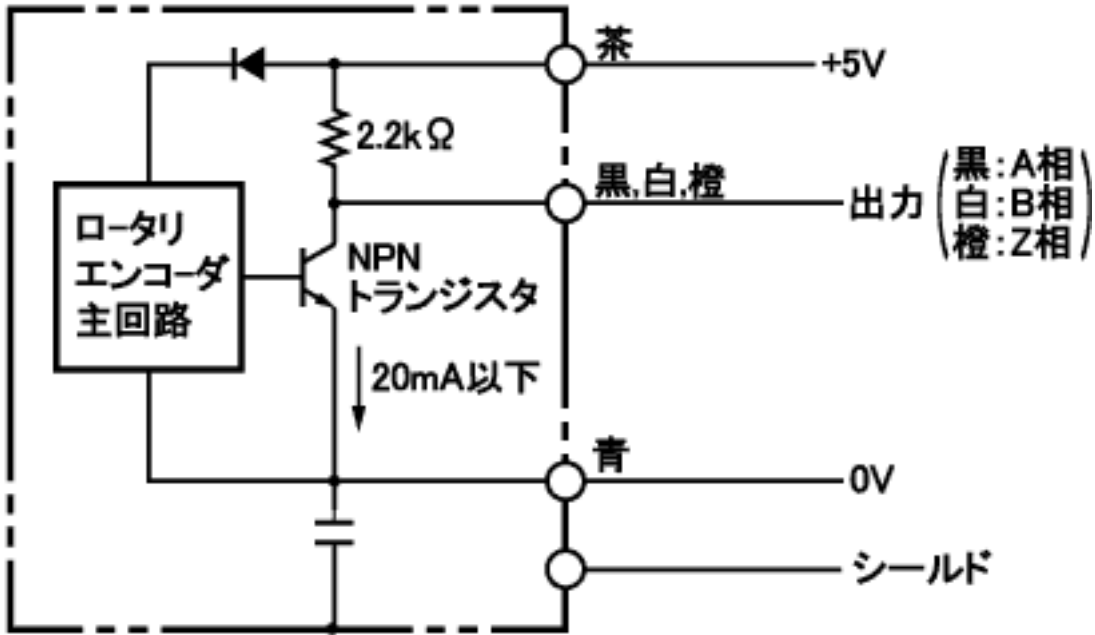 茶
+5V
2.2kΩ
黒,白,橙
出力
黒:A相
白:B相
橙:Z相
ロータリ
エンコーダ
主回路
NPN
トランジスタ
20mA以下
青
0V
シールド